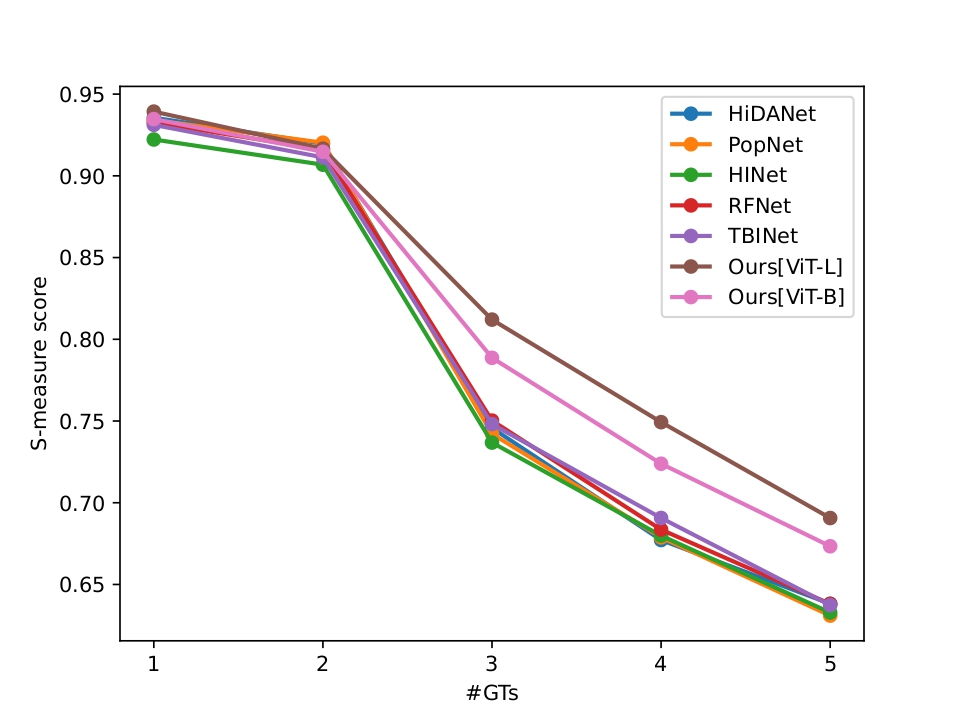 0.95
0.90
0.85
0.80
0.75
0.70
0.65
S-measure score
1 2 3 4 5
#GTs
HiDANet
PopNet
HINet
RFNet
TBINet
Ours[ViT-L]
Ours[ViT-B]